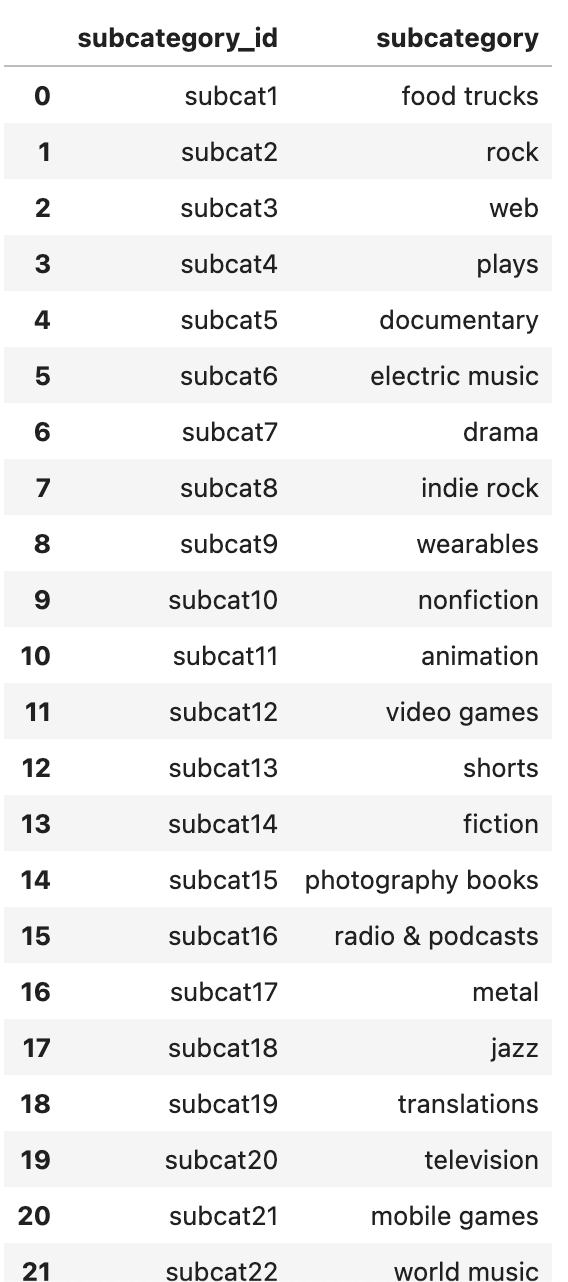 subcategory_id subcategory
0 subcat1 food trucks
1 subcat2 rock
2 subcat3 web
3 subcat4 plays
4 subcat5 documentary
5 subcat6 electric music
6 subcat7 drama
7 subcat8 indie rock
8 subcat9 wearables
9 subcat10 nonfiction
10 subcat11 animation
11 subcat12 video games
12 subcat13 shorts
13 subcat14 fiction
14 subcat15 photography books
15 subcat16 radio & podcasts
16 subcat17 metal
17 subcat18 jazz
18 subcat19 translations
19 subcat20 television
20 subcat21 mobile games
21 subcat22 world music